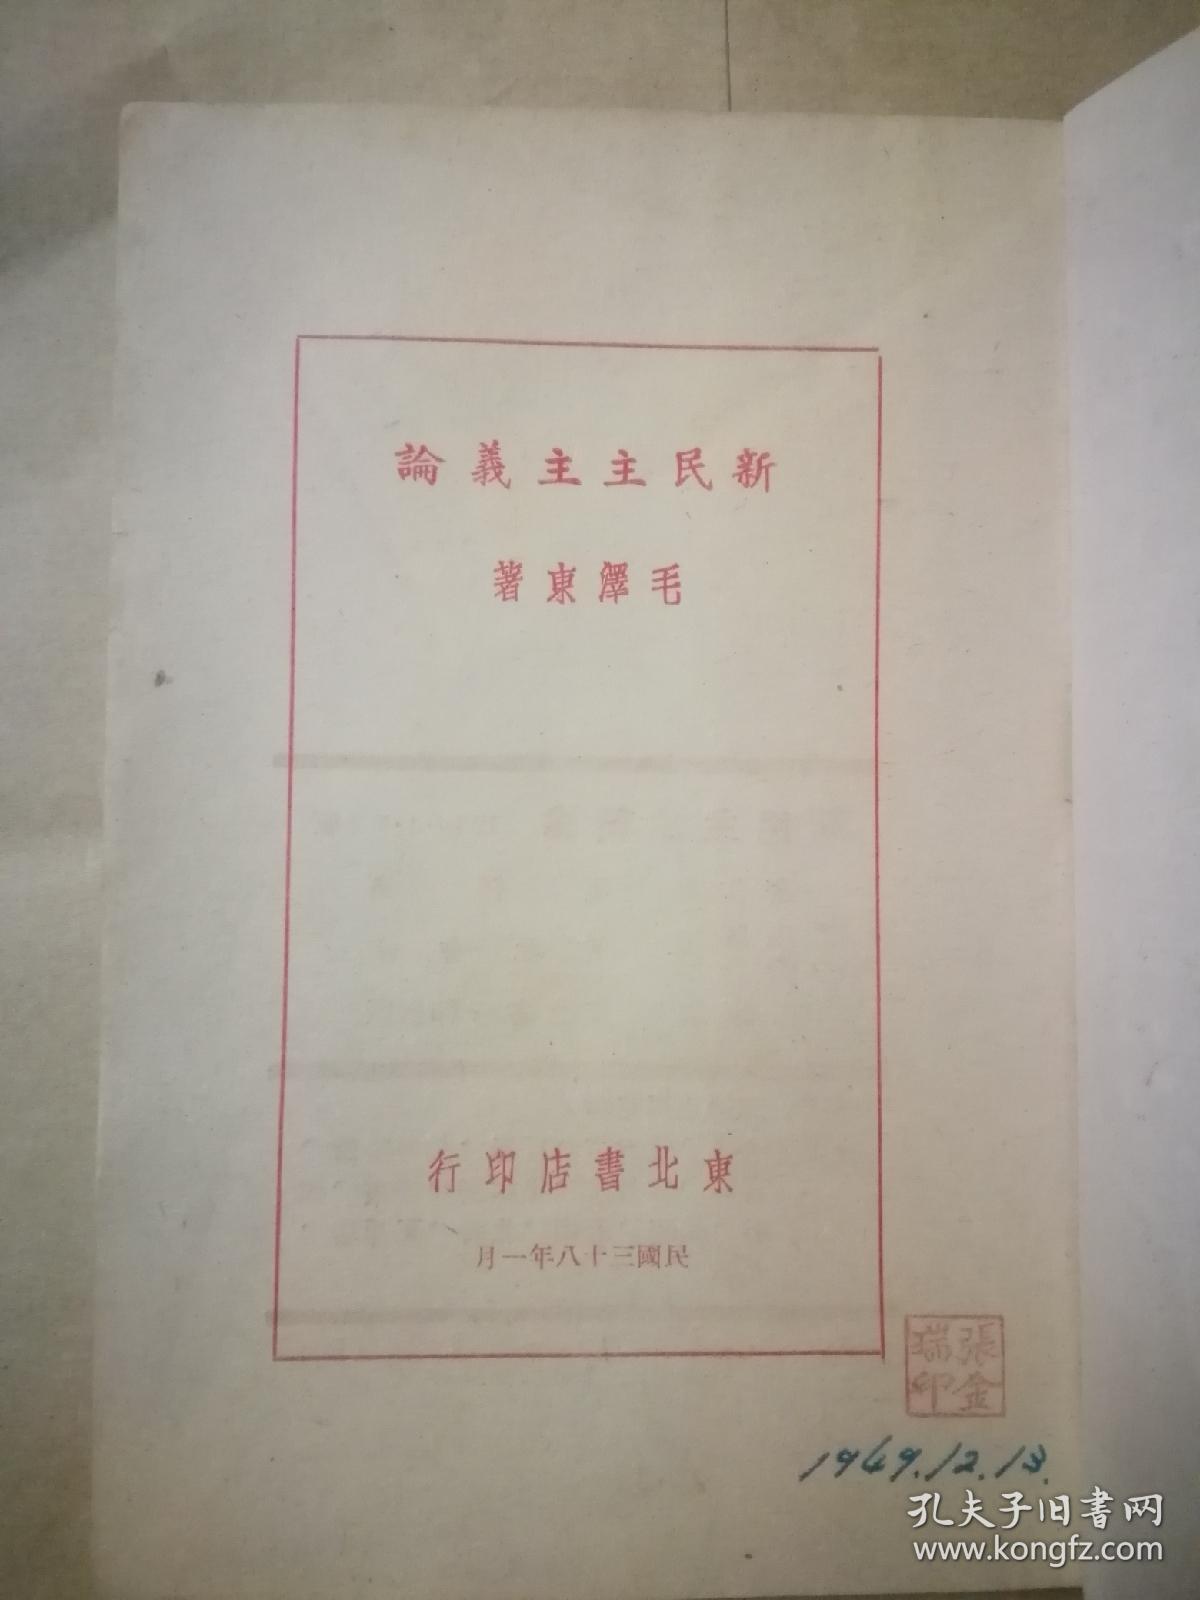 新民主主義論
毛澤東著
東北書店印行
民國三十八年一月
張金
瑞印
1949.12.13.
孔夫子旧书网
www.kongfz.com